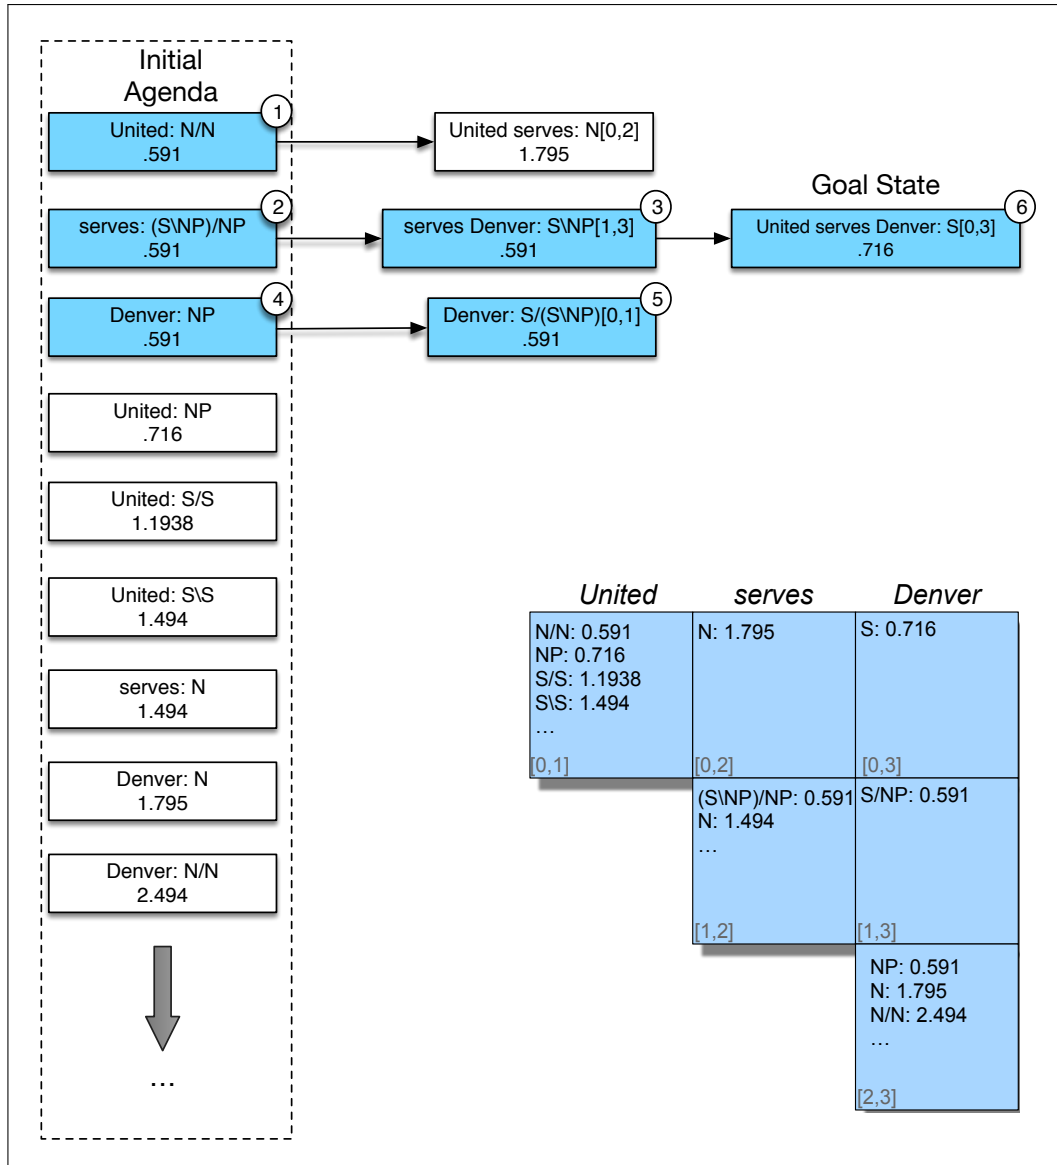 Initial
Agenda
1
United: N/N
.591
United serves: N[0,2]
1.795
Goal State
2
serves: (S\NP)/NP
.591
3
serves Denver: S\NP[1,3]
.591
6
United serves Denver: S[0,3]
.716
4
Denver: NP
.591
5
Denver: S/(S\NP)[0,1]
.591
United: NP
.716
United: S/S
1.1938
United: S\S
1.494
serves: N
1.494
Denver: N
1.795
Denver: N/N
2.494
...
United serves Denver
N/N: 0.591
NP: 0.716
S/S: 1.1938
S\S: 1.494
...
[0,1]
N: 1.795
[0,2]
S: 0.716
[0,3]
(S\NP)/NP: 0.591
N: 1.494
...
[1,2]
S/NP: 0.591
[1,3]
NP: 0.591
N: 1.795
N/N: 2.494
...
[2,3]